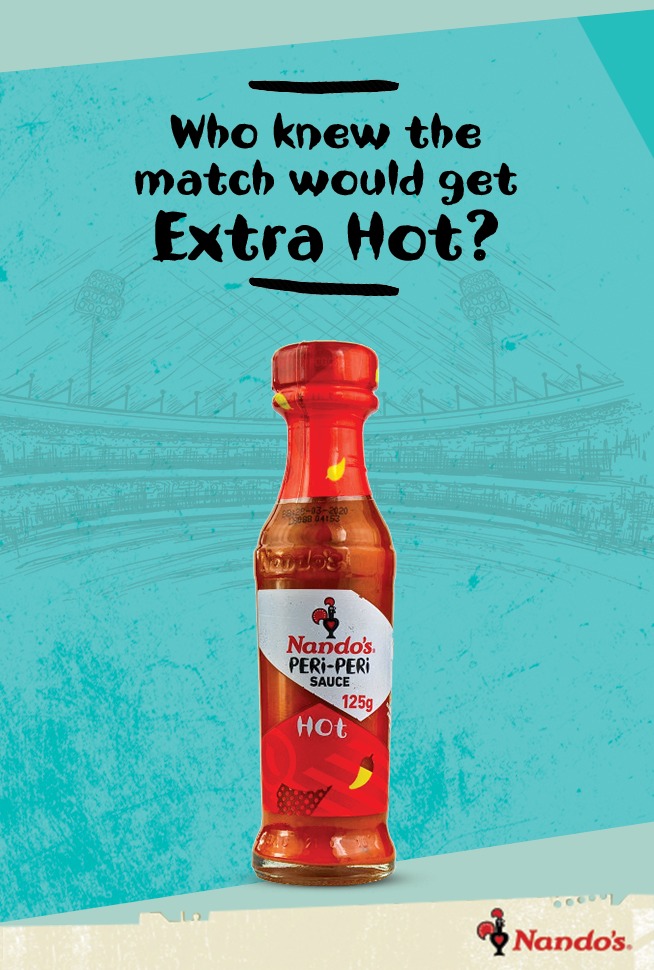 Who knew the
match would get
Extra Hot?
Nando's
Nando's®
PERi-PERi
SAUCE
125g
HOt
Nando's®